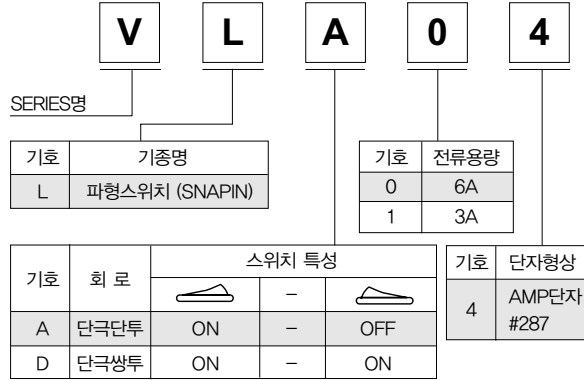 V L A 0 4
SERIES명
기호 기종명
L 파형스위치 (SNAPIN)
기호 전류용량
0 6A
1 3A
기호 회 로 스위치 특성
–
A 단극단투 ON – OFF
D 단극쌍투 ON – ON
기호 단자형상
4 AMP단자
#287